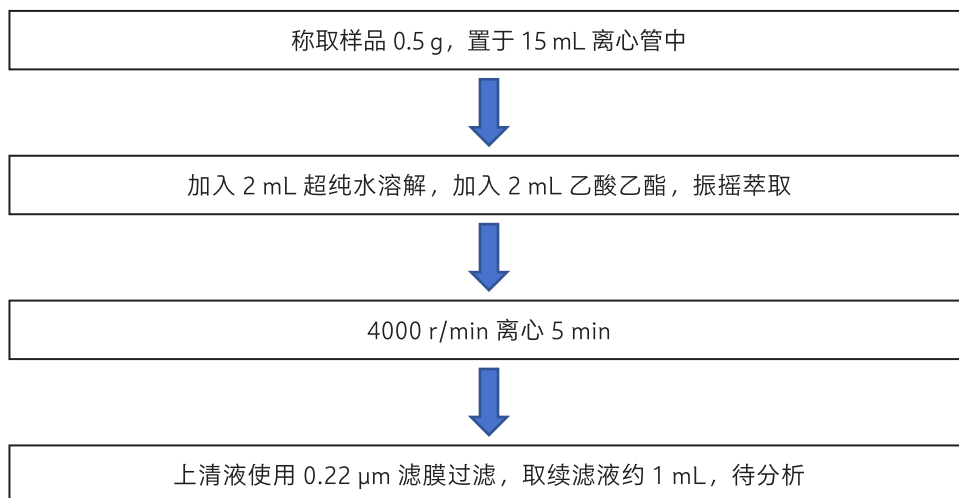 称取样品 0.5 g，置于 15 mL 离心管中
加入 2 mL 超纯水溶解，加入 2 mL 乙酸乙酯，振摇萃取
4000 r/min 离心 5 min
上清液使用 0.22 μm 滤膜过滤，取续滤液约 1 mL，待分析